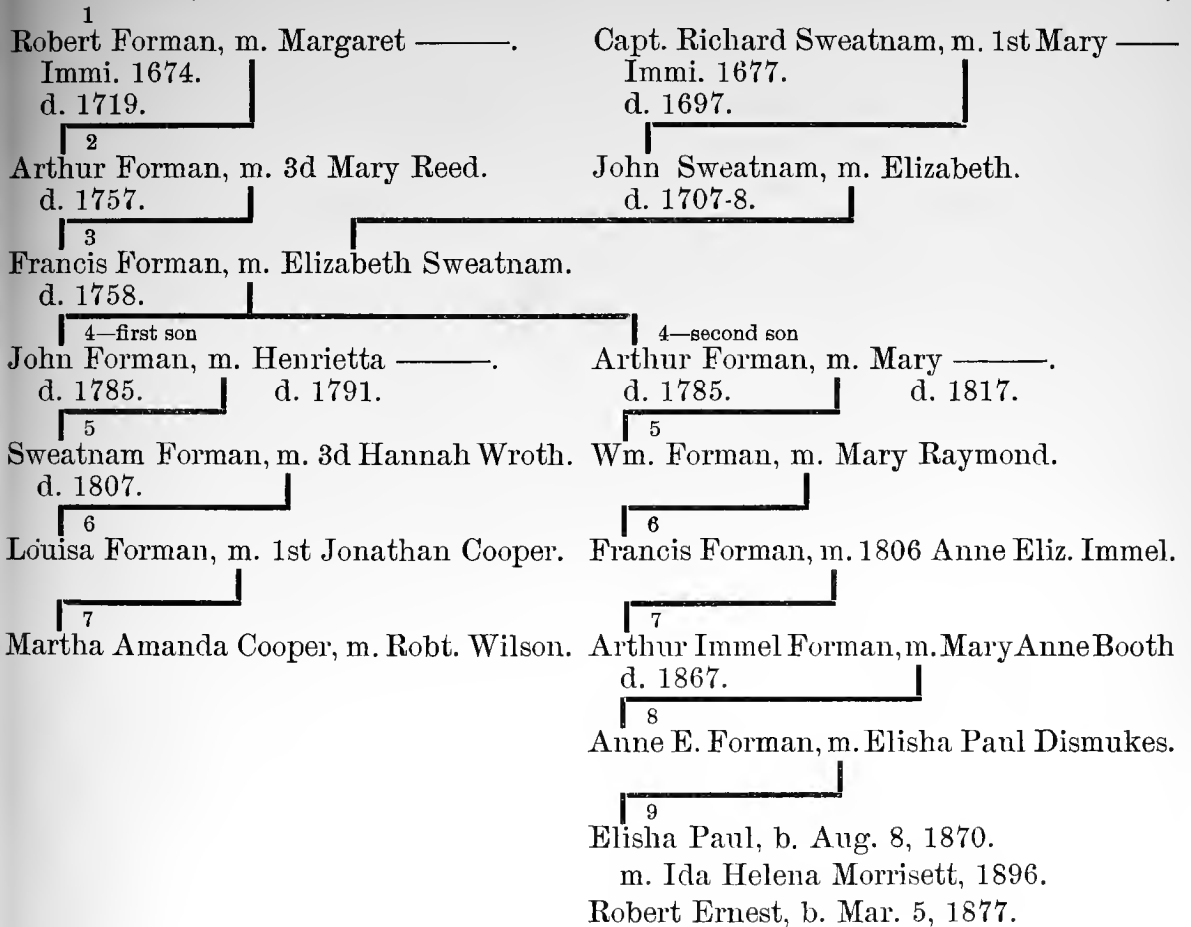 1
Robert Forman, m. Margaret ———. Capt. Richard Sweatnam, m. 1st Mary ——
Immi. 1674. Immi. 1677.
d. 1719. d. 1697.
2
Arthur Forman, m. 3d Mary Reed. John Sweatnam, m. Elizabeth.
d. 1757. d. 1707-8.
3
Francis Forman, m. Elizabeth Sweatnam.
d. 1758.
4—first son 4—second son
John Forman, m. Henrietta ———. Arthur Forman, m. Mary ———.
d. 1785. d. 1791. d. 1785. d. 1817.
5 5
Sweatnam Forman, m. 3d Hannah Wroth. Wm. Forman, m. Mary Raymond.
d. 1807.
6 6
Louisa Forman, m. 1st Jonathan Cooper. Francis Forman, m. 1806 Anne Eliz. Immel.
7 7
Martha Amanda Cooper, m. Robt. Wilson. Arthur Immel Forman, m. Mary Anne Booth
d. 1867.
8
Anne E. Forman, m. Elisha Paul Dismukes.
9
Elisha Paul, b. Aug. 8, 1870.
m. Ida Helena Morrisett, 1896.
Robert Ernest, b. Mar. 5, 1877.